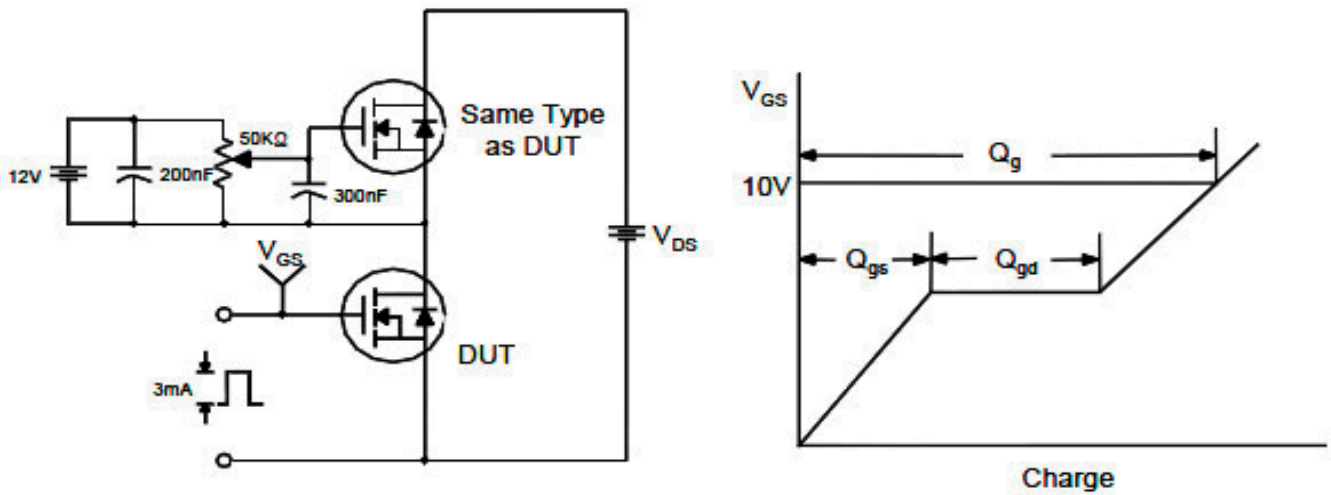 12V
200nF
50KΩ
300nF
Same Type
as DUT
V_DS
V_GS
DUT
3mA
V_GS
10V
Q_g
Q_gs
Q_gd
Charge